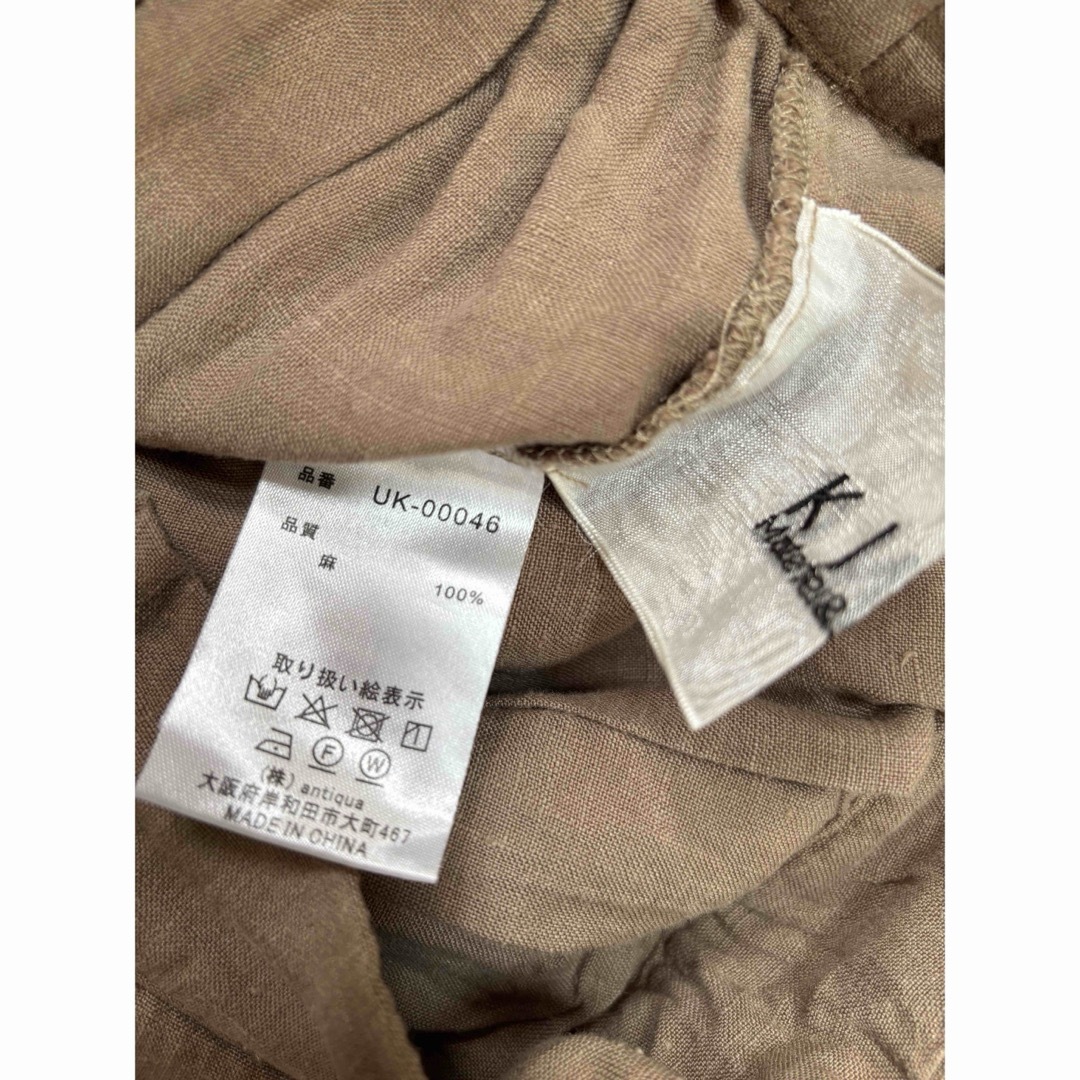 品番 UK-00046
品質
麻 100%
取り扱い絵表示
F W
(株) antiqua
大阪府岸和田市大町467
MADE IN CHINA
KJ